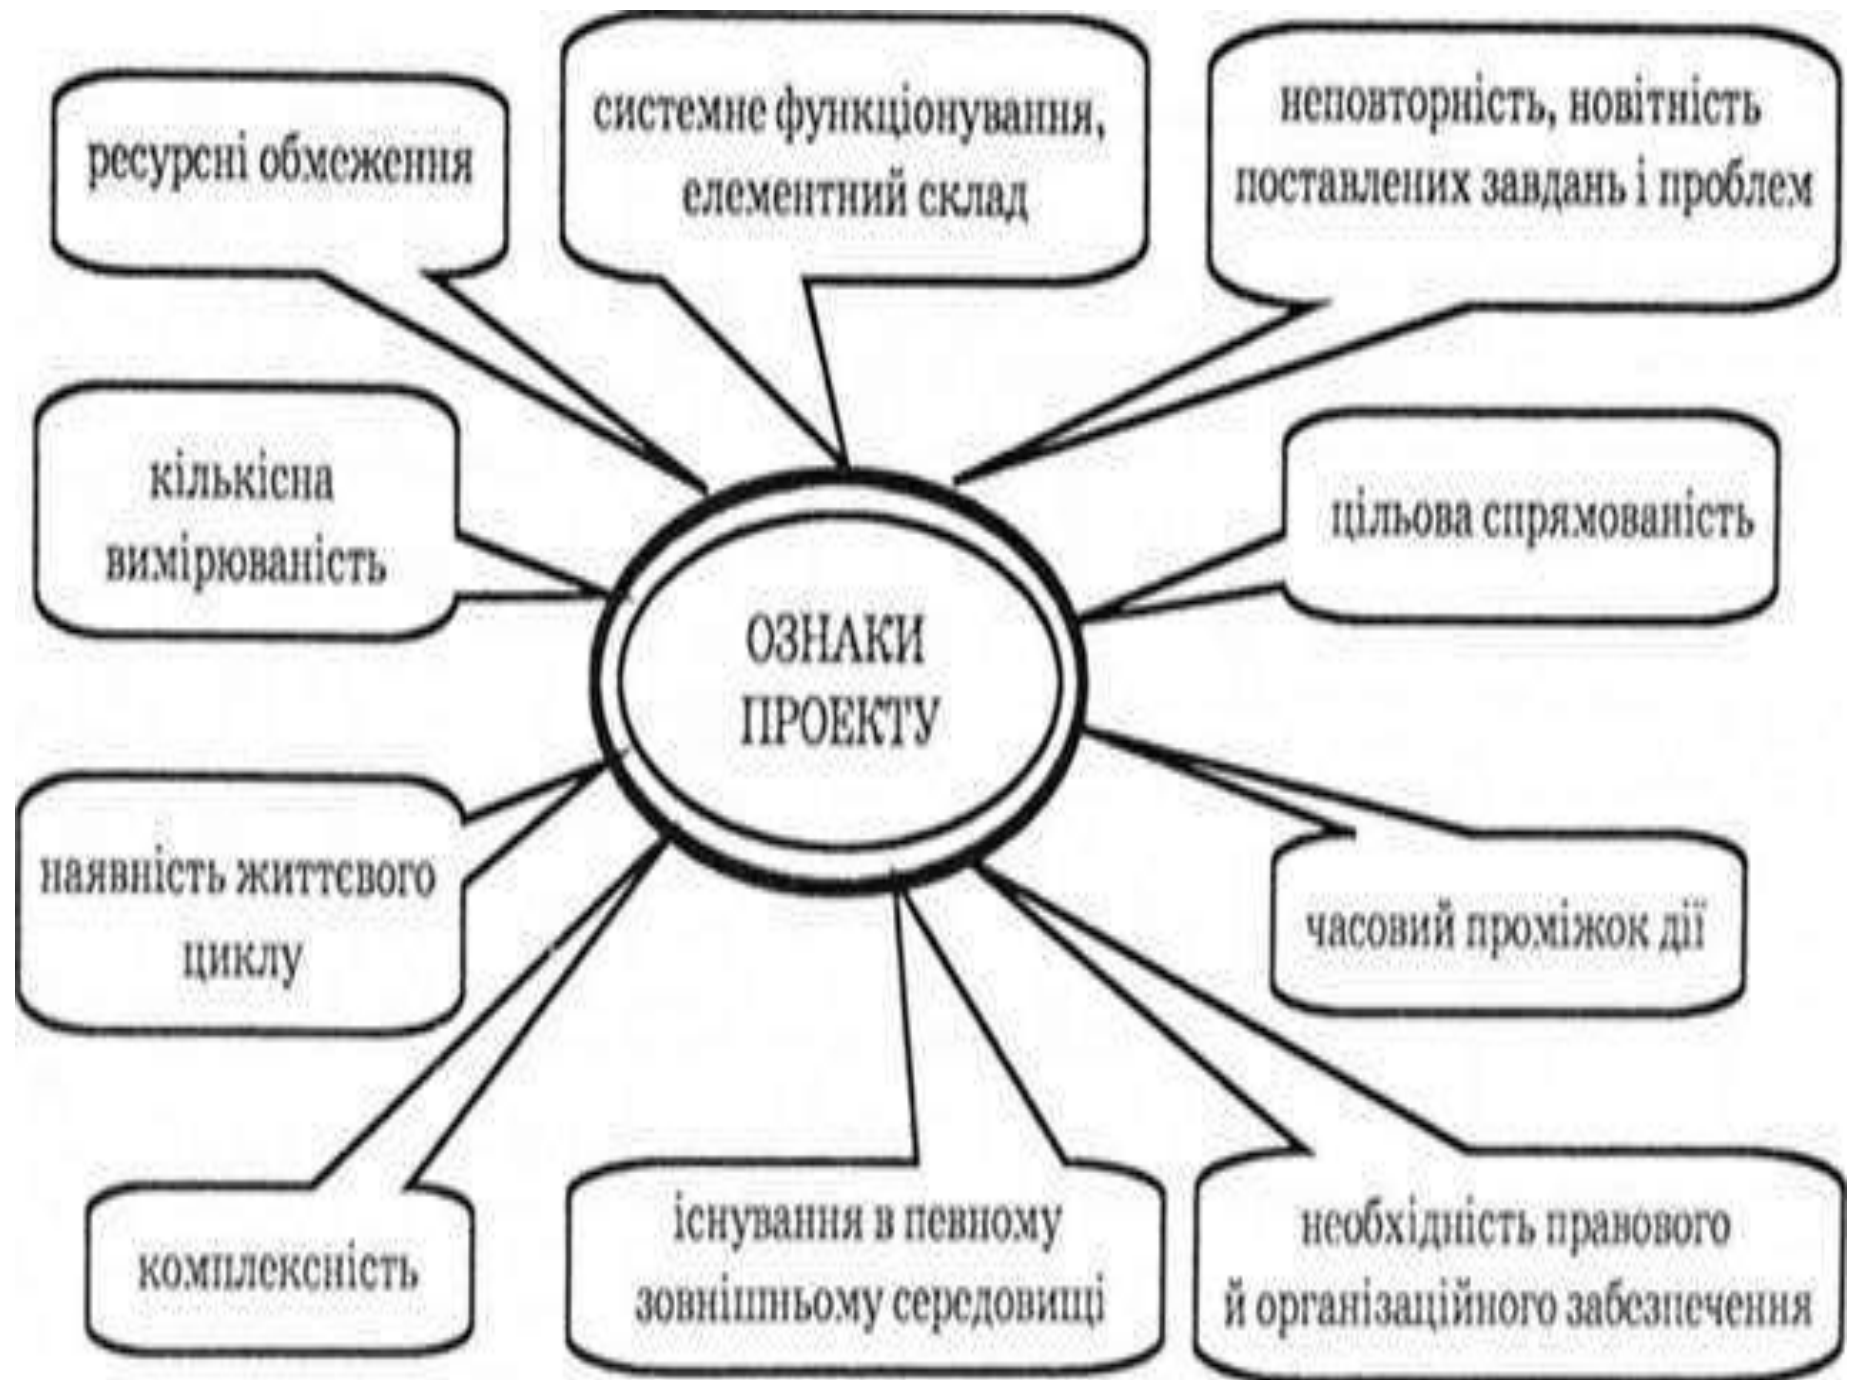 ресурсні обмеження
системне функціонування,
елементний склад
неповторність, новітність
поставлених завдань і проблем
кількісна
вимірюваність
цільова спрямованість
ОЗНАКИ
ПРОЕКТУ
наявність життєвого
циклу
часовий проміжок дії
комплексність
існування в певному
зовнішньому середовищі
необхідність правового
й організаційного забезпечення